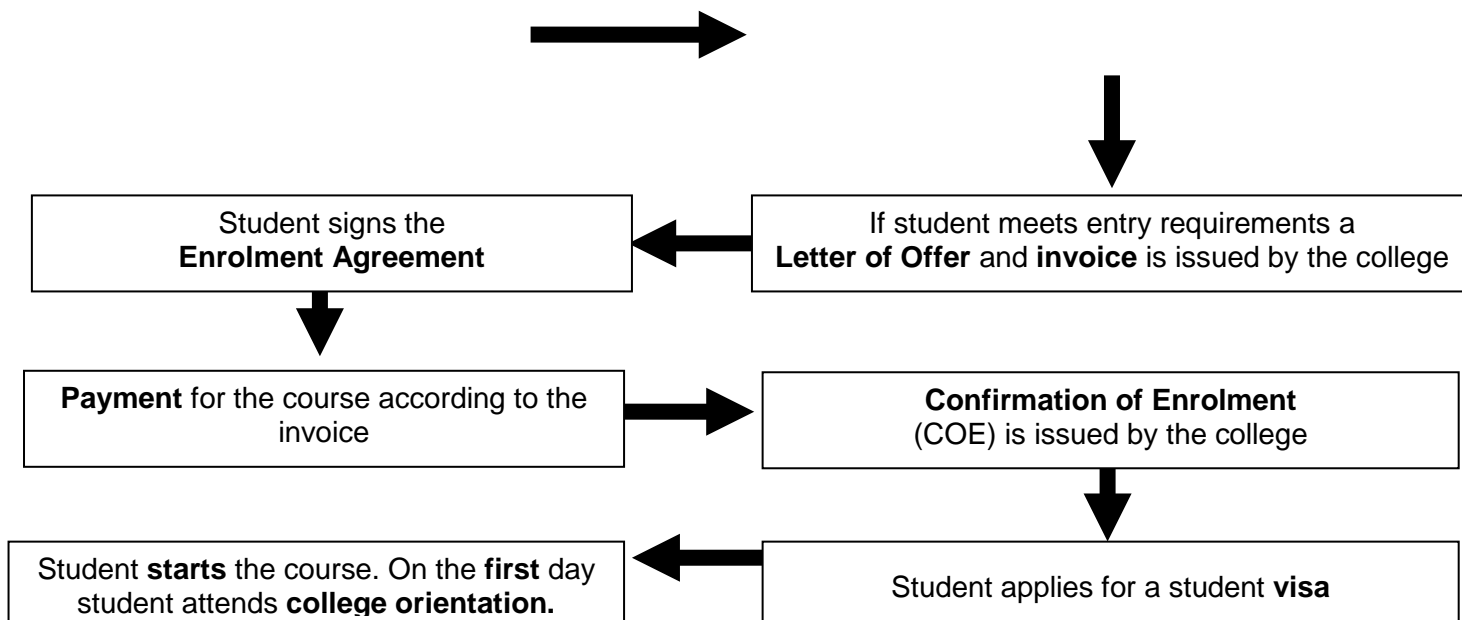 Student signs the
Enrolment Agreement
If student meets entry requirements a
Letter of Offer and invoice is issued by the college
Payment for the course according to the
invoice
Confirmation of Enrolment
(COE) is issued by the college
Student starts the course. On the first day
student attends college orientation.
Student applies for a student visa